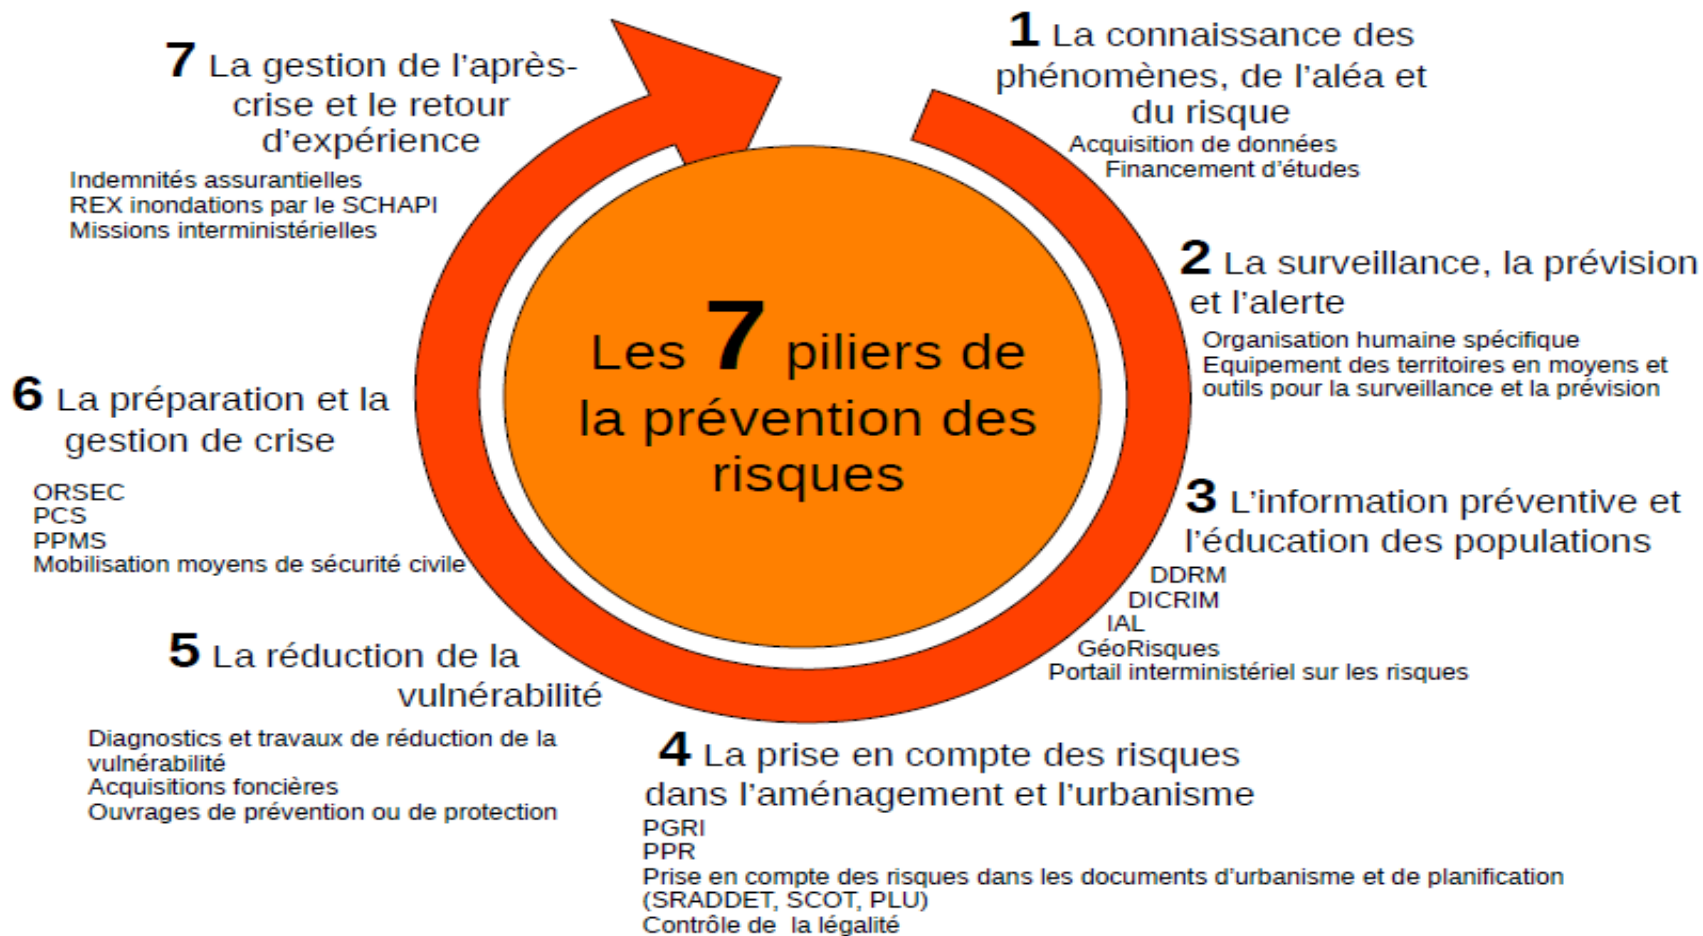 Les 7 piliers de
la prévention des
risques
1 La connaissance des
phénomènes, de l’aléa et
du risque
Acquisition de données
Financement d’études
2 La surveillance, la prévision
et l’alerte
Organisation humaine spécifique
Equipement des territoires en moyens et
outils pour la surveillance et la prévision
3 L’information préventive et
l’éducation des populations
DDRM
DICRIM
IAL
GéoRisques
Portail interministériel sur les risques
4 La prise en compte des risques
dans l’aménagement et l’urbanisme
PGRI
PPR
Prise en compte des risques dans les documents d’urbanisme et de planification
(SRADDET, SCOT, PLU)
Contrôle de la légalité
5 La réduction de la
vulnérabilité
Diagnostics et travaux de réduction de la
vulnérabilité
Acquisitions foncières
Ouvrages de prévention ou de protection
6 La préparation et la
gestion de crise
ORSEC
PCS
PPMS
Mobilisation moyens de sécurité civile
7 La gestion de l’après-
crise et le retour
d’expérience
Indemnités assurantielles
REX inondations par le SCHAPI
Missions interministérielles